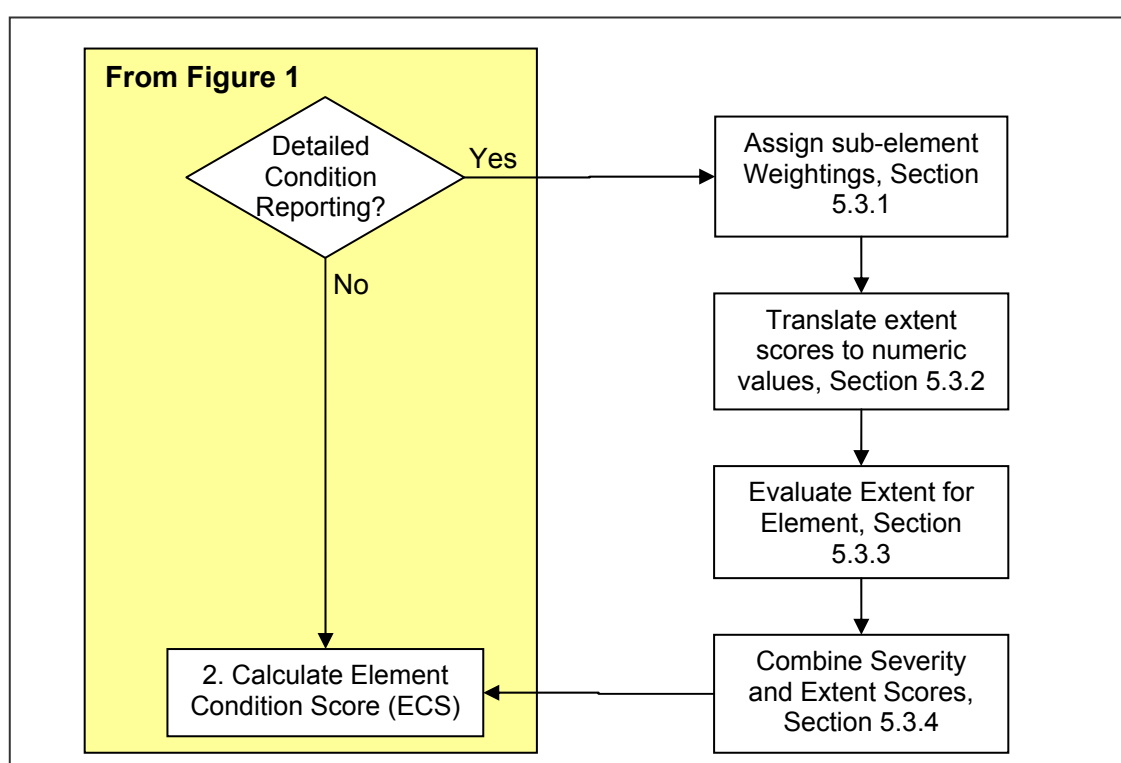 From Figure 1
Detailed
Condition
Reporting?
Yes
No
Assign sub-element
Weightings, Section
5.3.1
Translate extent
scores to numeric
values, Section 5.3.2
Evaluate Extent for
Element, Section
5.3.3
Combine Severity
and Extent Scores,
Section 5.3.4
2. Calculate Element
Condition Score (ECS)